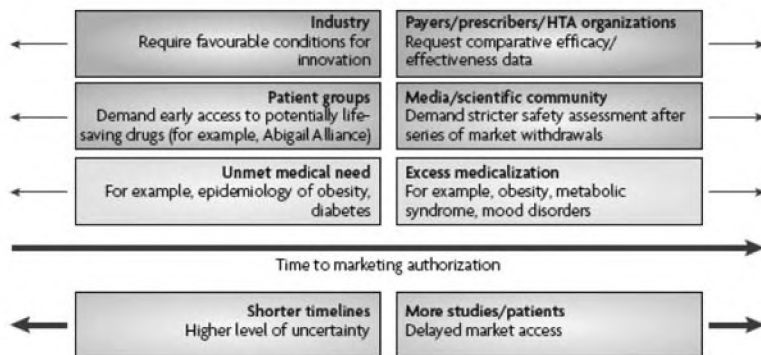 Industry
Require favourable conditions for
innovation
Payers/prescribers/HTA organizations
Request comparative efficacy/
effectiveness data
Patient groups
Demand early access to potentially life-
saving drugs (for example, Abigail Alliance)
Media/scientific community
Demand stricter safety assessment after
series of market withdrawals
Unmet medical need
For example, epidemiology of obesity,
diabetes
Excess medicalization
For example, obesity, metabolic
syndrome, mood disorders
Time to marketing authorization
Shorter timelines
Higher level of uncertainty
More studies/patients
Delayed market access